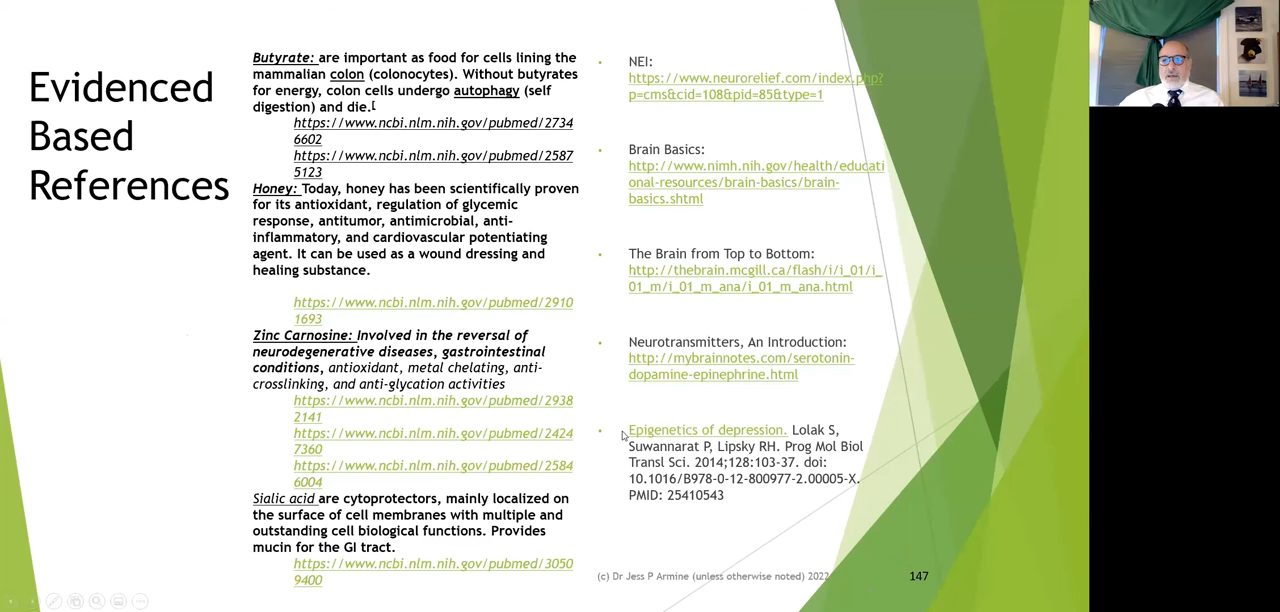 Evidenced
Based
References
Butyrate: are important as food for cells lining the
mammalian colon (colonocytes). Without butyrates
for energy, colon cells undergo autophagy (self
digestion) and die.[
https://www.ncbi.nlm.nih.gov/pubmed/2734
6602
https://www.ncbi.nlm.nih.gov/pubmed/2587
5123
Honey: Today, honey has been scientifically proven
for its antioxidant, regulation of glycemic
response, antitumor, antimicrobial, anti-
inflammatory, and cardiovascular potentiating
agent. It can be used as a wound dressing and
healing substance.
https://www.ncbi.nlm.nih.gov/pubmed/2910
1693
Zinc Carnosine: Involved in the reversal of
neurodegenerative diseases, gastrointestinal
conditions, antioxidant, metal chelating, anti-
crosslinking, and anti-glycation activities
https://www.ncbi.nlm.nih.gov/pubmed/2938
2141
https://www.ncbi.nlm.nih.gov/pubmed/2424
7360
https://www.ncbi.nlm.nih.gov/pubmed/2584
6004
Sialic acid are cytoprotectors, mainly localized on
the surface of cell membranes with multiple and
outstanding cell biological functions. Provides
mucin for the GI tract.
https://www.ncbi.nlm.nih.gov/pubmed/3050
9400
NEI:
https://www.neurorelief.com/index.php?
p=cms&cid=108&pid=85&type=1
Brain Basics:
http://www.nimh.nih.gov/health/educati
onal-resources/brain-basics/brain-
basics.shtml
The Brain from Top to Bottom:
http://thebrain.mcgill.ca/flash/i/i_01/i_
01_m/i_01_m_ana/i_01_m_ana.html
Neurotransmitters, An Introduction:
http://mybrainnotes.com/serotonin-
dopamine-epinephrine.html
Epigenetics of depression. Lolak S,
Suwannarat P, Lipsky RH. Prog Mol Biol
Transl Sci. 2014;128:103-37. doi:
10.1016/B978-0-12-800977-2.00005-X.
PMID: 25410543
(c) Dr Jess P Armine (unless otherwise noted) 2022
147